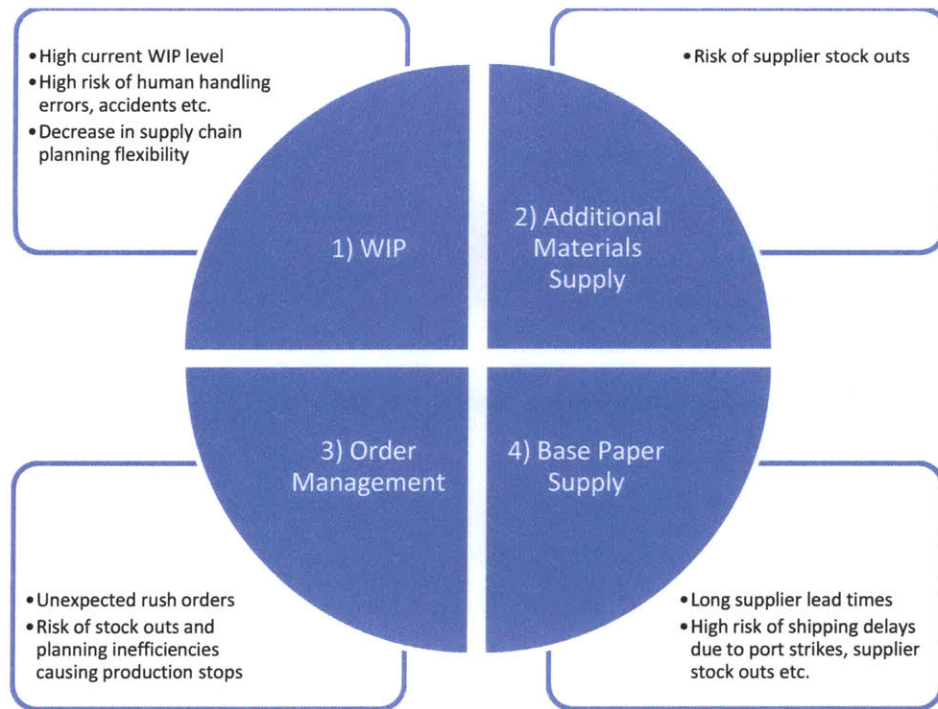 •High current WIP level
•High risk of human handling
errors, accidents etc.
•Decrease in supply chain
planning flexibility
•Risk of supplier stock outs
1) WIP
2) Additional
Materials
Supply
3) Order
Management
4) Base Paper
Supply
•Unexpected rush orders
•Risk of stock outs and
planning inefficiencies
causing production stops
•Long supplier lead times
•High risk of shipping delays
due to port strikes, supplier
stock outs etc.